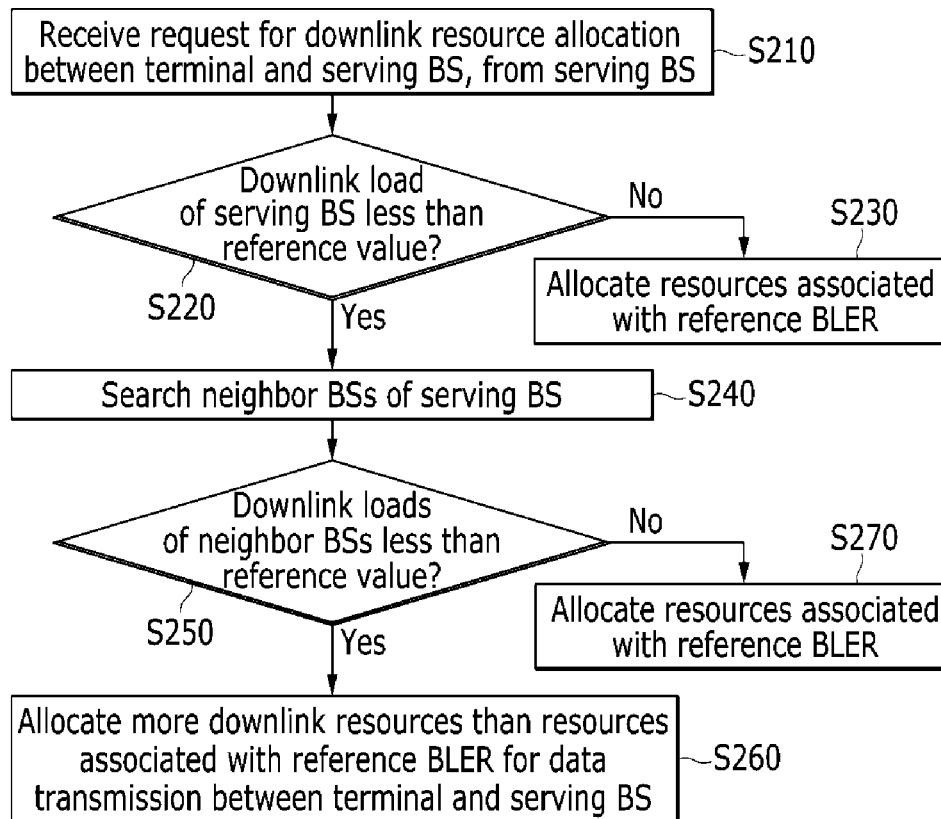 Receive request for downlink resource allocation
between terminal and serving BS, from serving BS
S210
Downlink load
of serving BS less than
reference value?
S220
No
S230
Allocate resources associated
with reference BLER
Yes
Search neighbor BSs of serving BS
S240
Downlink loads
of neighbor BSs less than
reference value?
S250
No
S270
Allocate resources associated
with reference BLER
Yes
Allocate more downlink resources than resources
associated with reference BLER for data
transmission between terminal and serving BS
S260